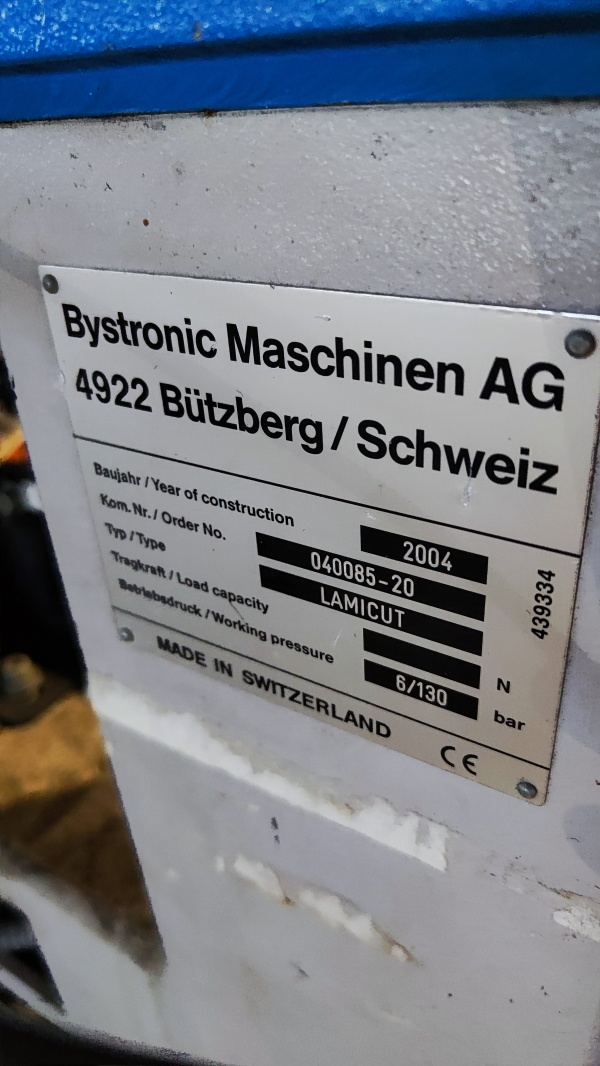 Bystronic Maschinen AG
4922 Bützberg / Schweiz
Baujahr / Year of construction 2004
Kom. Nr. / Order No. 040085-20
Typ / Type LAMICUT
Tragkraft / Load capacity N
Betriebsdruck / Working pressure 6/130 bar
439334
MADE IN SWITZERLAND CE